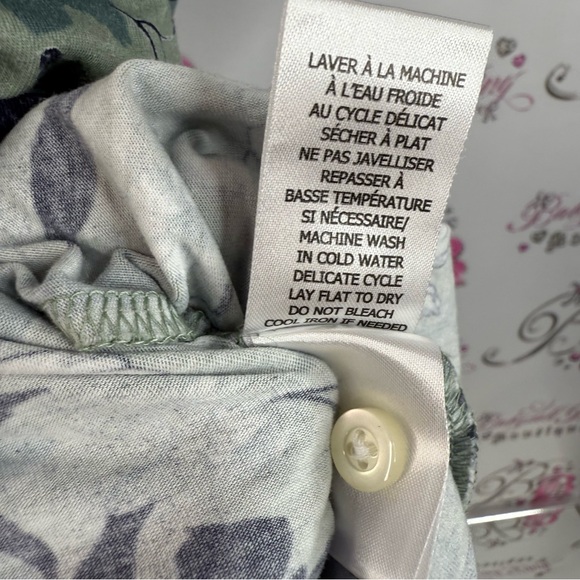 LAVER À LA MACHINE
À L'EAU FROIDE
AU CYCLE DÉLICAT
SÉCHER À PLAT
NE PAS JAVELLISER
REPASSER À
BASSE TEMPÉRATURE
SI NÉCESSAIRE/
MACHINE WASH
IN COLD WATER
DELICATE CYCLE
LAY FLAT TO DRY
DO NOT BLEACH
COOL IRON IF NEEDED